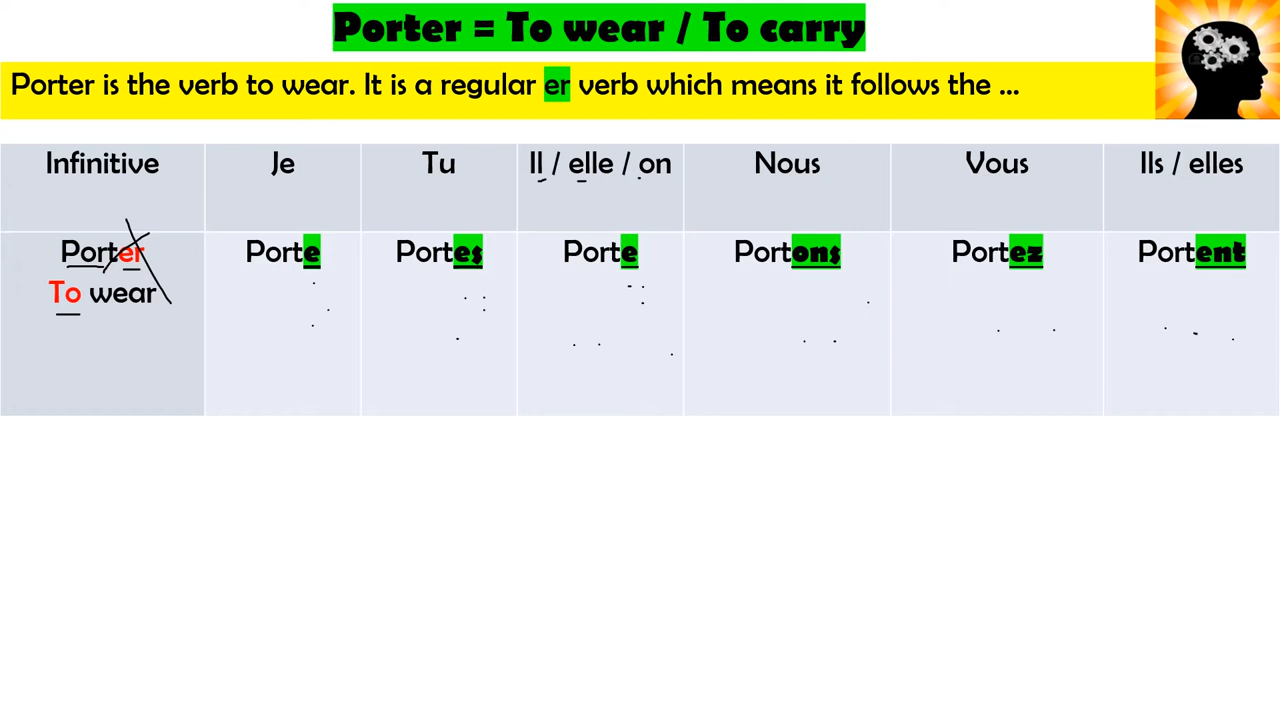 Porter = To wear / To carry
Porter is the verb to wear. It is a regular er verb which means it follows the ...
Infinitive Je Tu Il / elle / on Nous Vous Ils / elles
Porter Porte Portes Porte Portons Portez Portent
To wear